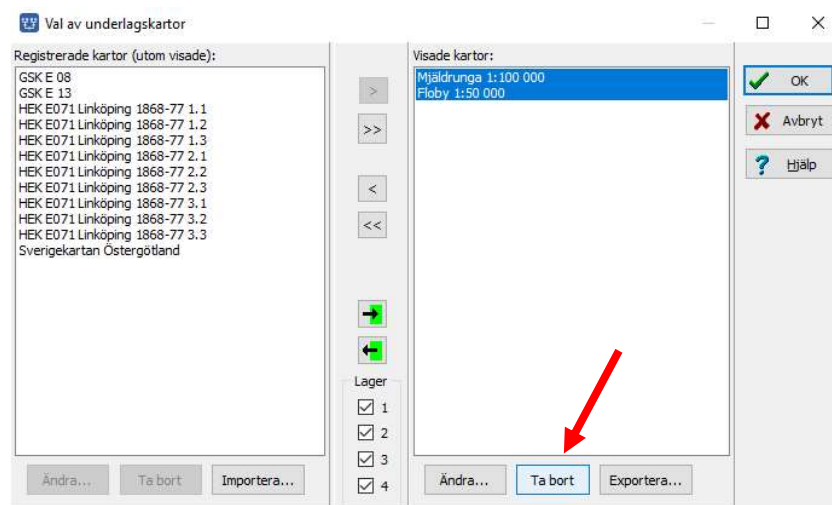 Val av underlagskartor
Registrerade kartor (utom visade):
GSK E 08
GSK E 13
HEK E071 Linköping 1868-77 1.1
HEK E071 Linköping 1868-77 1.2
HEK E071 Linköping 1868-77 1.3
HEK E071 Linköping 1868-77 2.1
HEK E071 Linköping 1868-77 2.2
HEK E071 Linköping 1868-77 2.3
HEK E071 Linköping 1868-77 3.1
HEK E071 Linköping 1868-77 3.2
HEK E071 Linköping 1868-77 3.3
Sverigekartan Östergötland
Ändra...
Ta bort
Importera...
>
>>
<
<<
Lager
1
2
3
4
Visade kartor:
Mjäldrunga 1:100 000
Floby 1:50 000
Ändra...
Ta bort
Exportera...
OK
Avbryt
? Hjälp